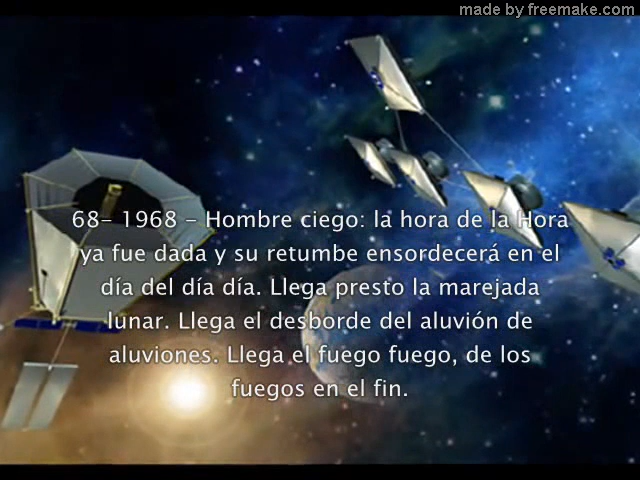 made by freemake.com
68- 1968 - Hombre ciego: la hora de la Hora
ya fue dada y su retumbe ensordecerá en el
día del día día. Llega presto la marejada
lunar. Llega el desborde del aluvión de
aluviones. Llega el fuego fuego, de los
fuegos en el fin.